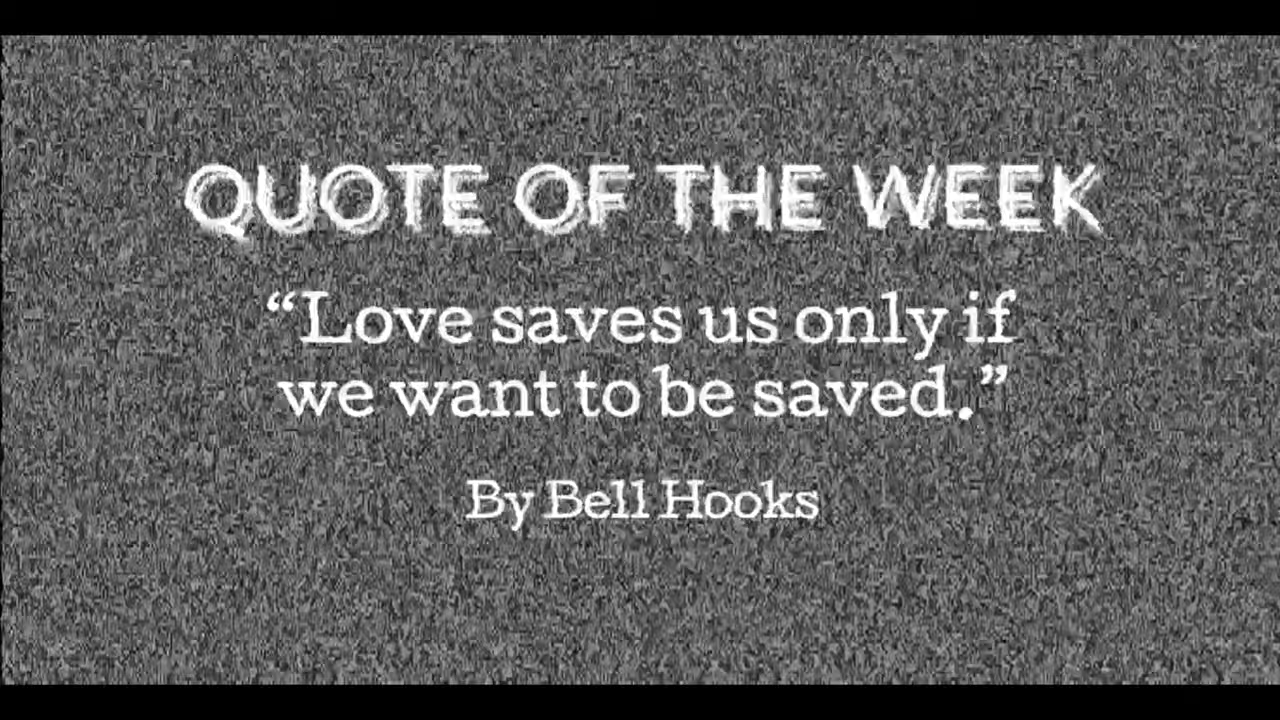 QUOTE OF THE WEEK
“Love saves us only if
we want to be saved.”
By Bell Hooks